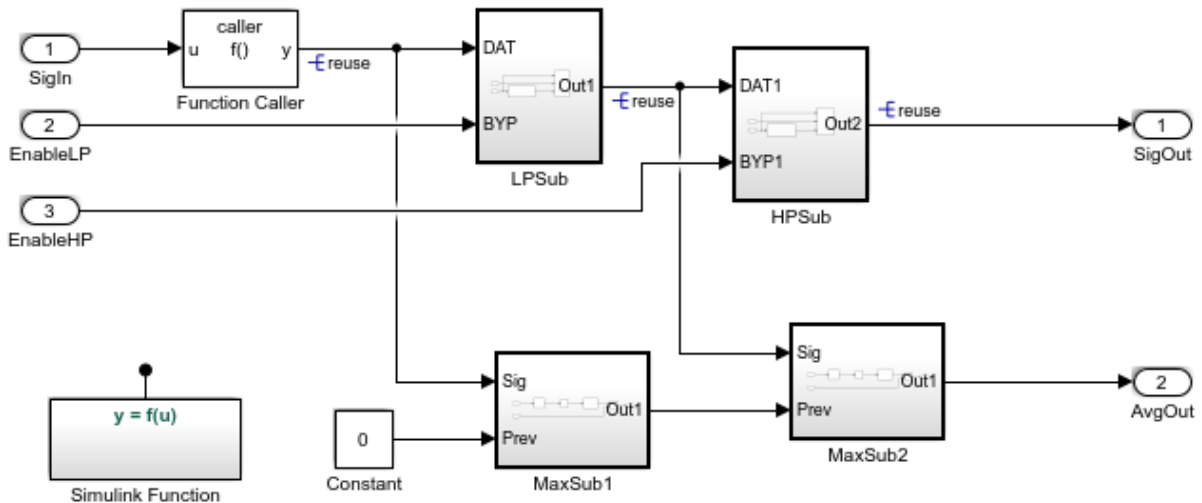 caller
1
u
f()
y
DAT
reuse
SigIn
Function Caller
Out1
reuse
DAT1
reuse
2
BYP
Out2
1
EnableLP
SigOut
BYP1
LPSub
3
HPSub
EnableHP
Sig
Sig
Out1
2
Out1
Prev
AvgOut
y = f(u)
0
Prev
MaxSub2
Constant
MaxSub1
Simulink Function